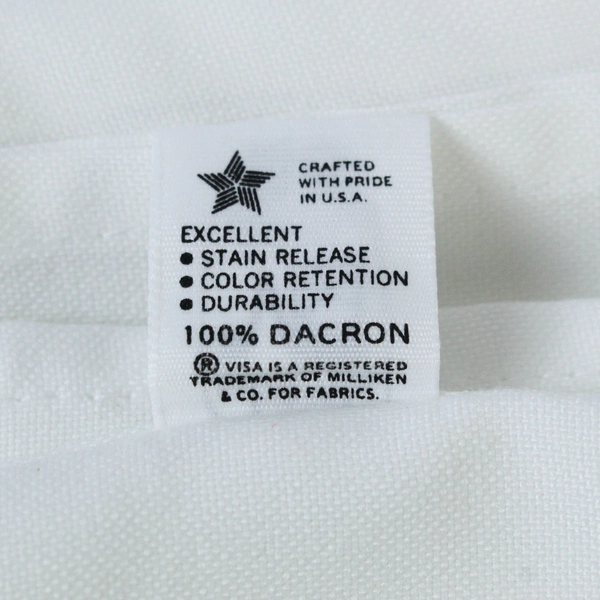 CRAFTED
WITH PRIDE
IN U.S.A.
EXCELLENT
● STAIN RELEASE
● COLOR RETENTION
● DURABILITY
100% DACRON
® VISA IS A REGISTERED
TRADEMARK OF MILLIKEN
& CO. FOR FABRICS.